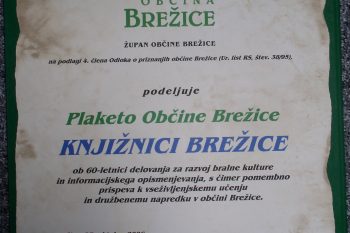 OBČINA
BREŽICE
ŽUPAN OBČINE BREŽICE
na podlagi 4. člena Odloka o priznanjih občine Brežice (Ur. list RS, štev. 38/95),
podeljuje
Plaketo Občine Brežice
KNJIŽNICI BREŽICE
ob 60-letnici delovanja za razvoj bralne kulture
in informacijskega opismenjevanja, s čimer pomembno
prispeva k vseživljenjskemu učenju
in družbenemu napredku v občini Brežice.